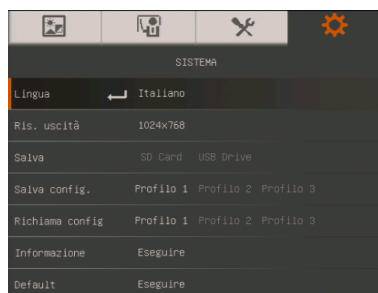 SISTEMA
Lingua Italiano
Ris. uscità 1024x768
Salva SD Card USB Drive
Salva config. Profilo 1 Profilo 2 Profilo 3
Richiama config Profilo 1 Profilo 2 Profilo 3
Informazione Eseguire
Default Eseguire